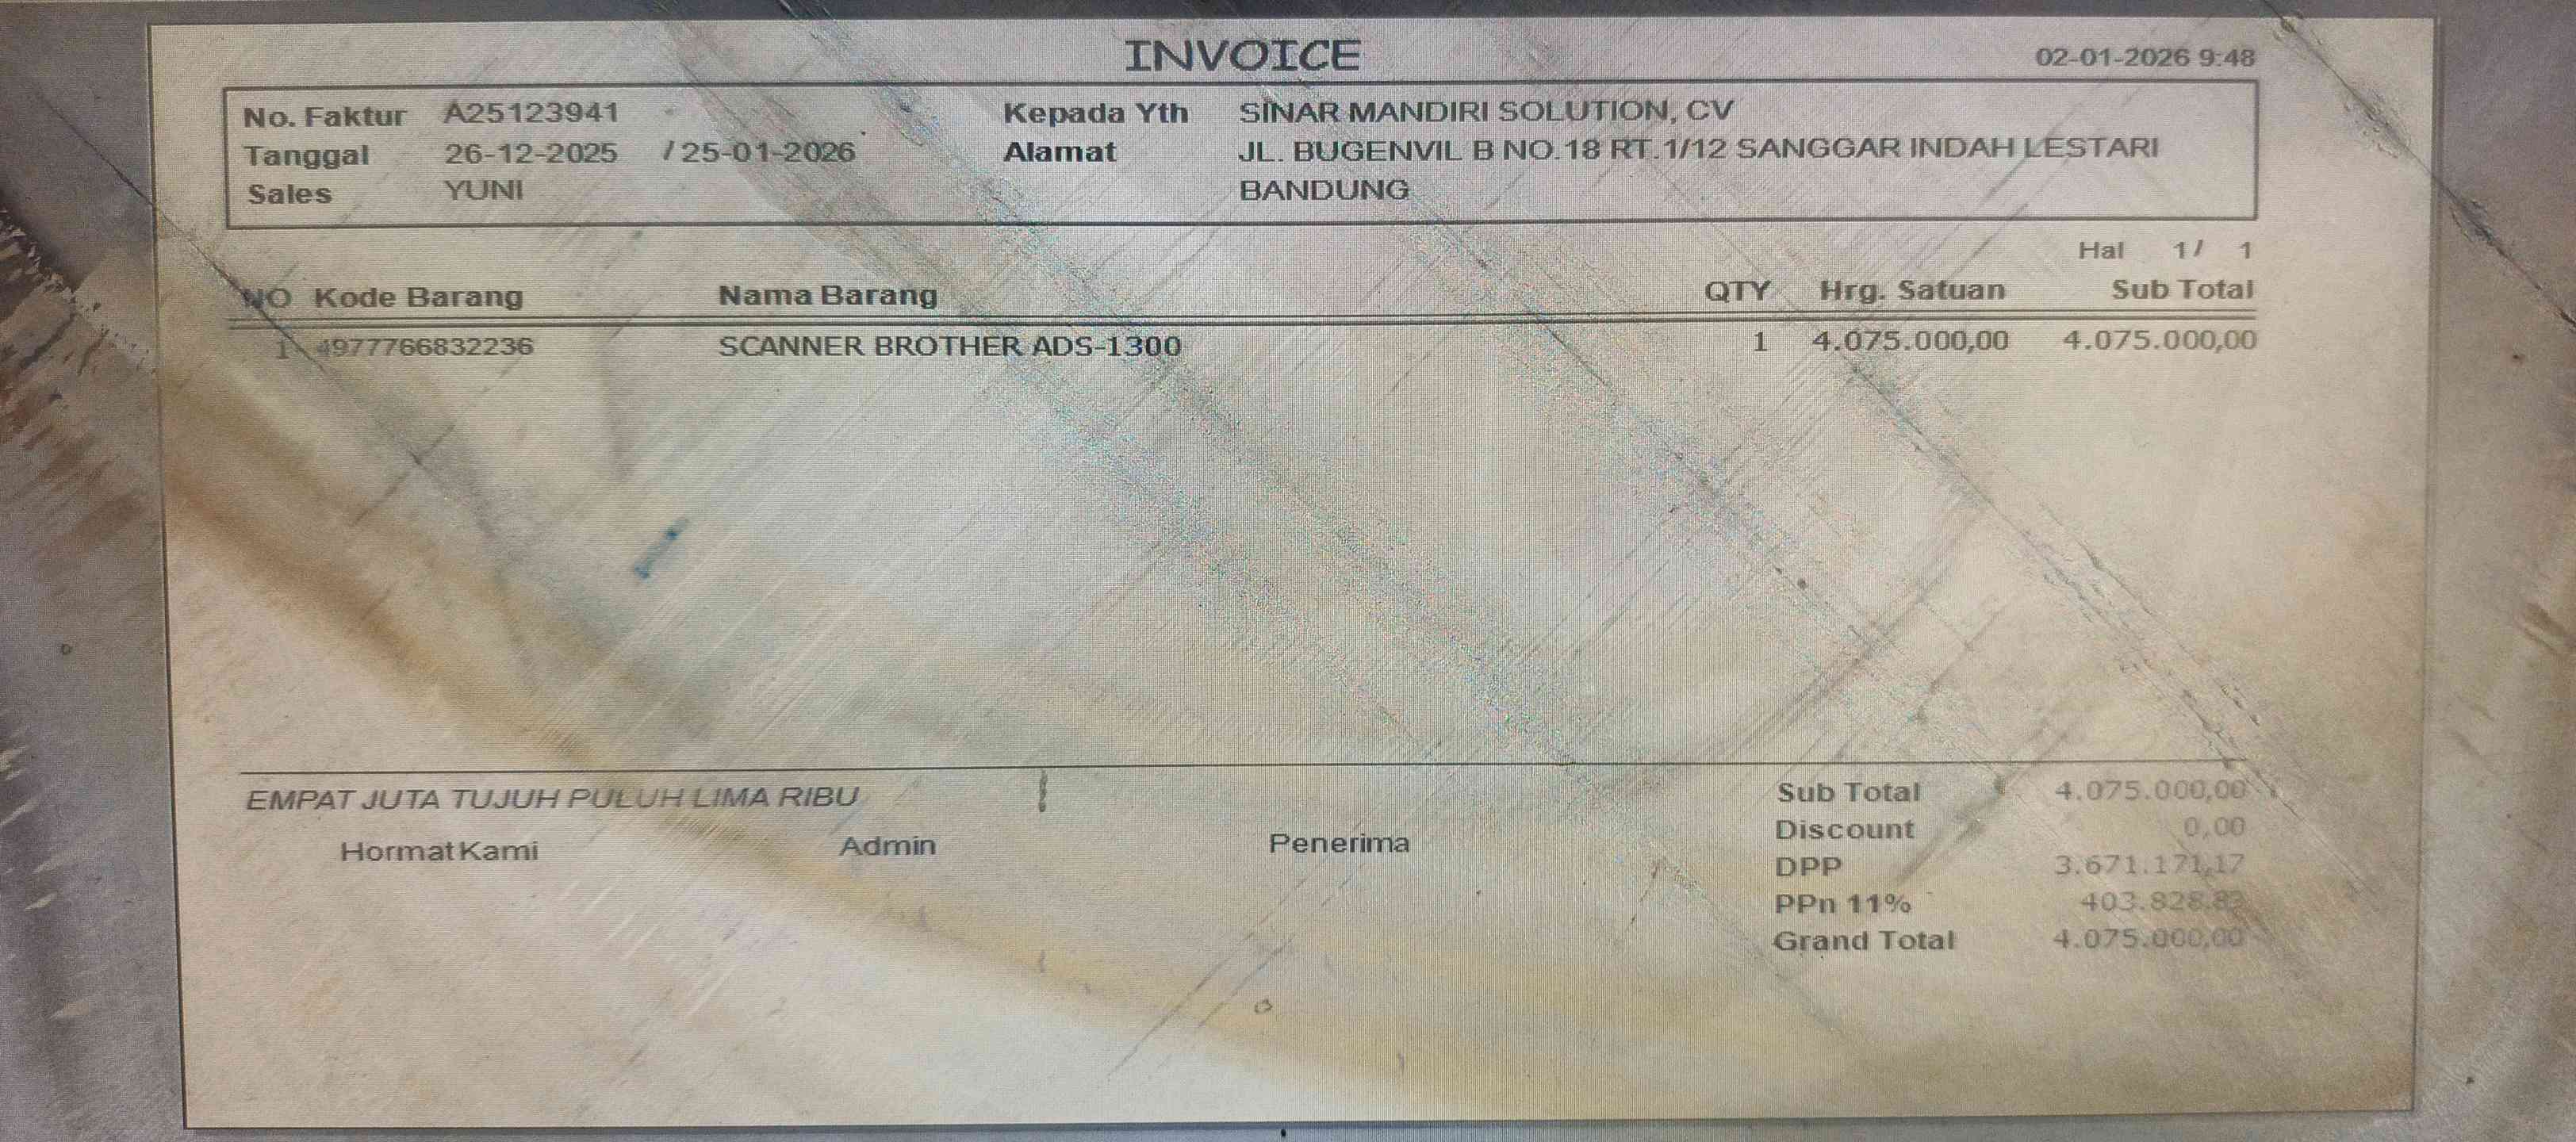 INVOICE
02-01-2026 9:48
No. Faktur A25123941 Kepada Yth SINAR MANDIRI SOLUTION, CV
Tanggal 26-12-2025 / 25-01-2026 Alamat JL. BUGENVIL B NO.18 RT.1/12 SANGGAR INDAH LESTARI
Sales YUNI BANDUNG
Hal 1/ 1
NO Kode Barang Nama Barang QTY Hrg. Satuan Sub Total
1 4977766832236 SCANNER BROTHER ADS-1300 1 4.075.000,00 4.075.000,00
EMPAT JUTA TUJUH PULUH LIMA RIBU Sub Total 4.075.000,00
Discount 0,00
Hormat Kami Admin Penerima
DPP 3.671.171,17
PPn 11% 403.828,83
Grand Total 4.075.000,00